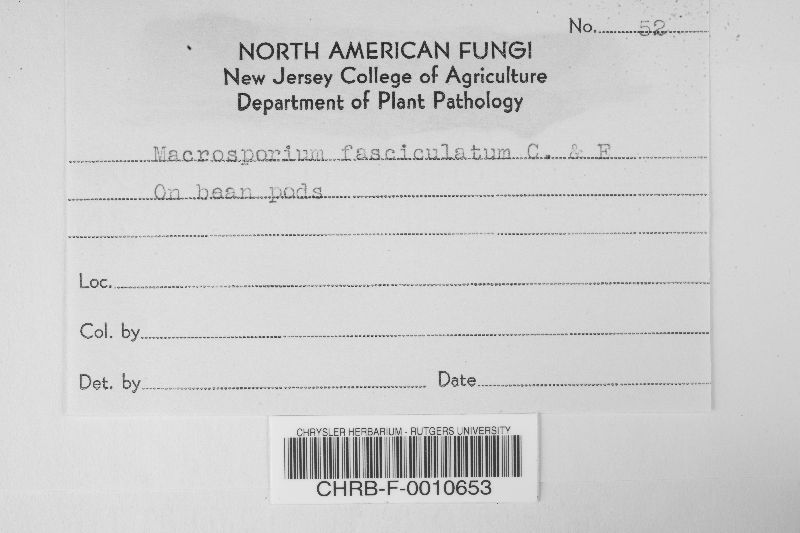 No. 52
NORTH AMERICAN FUNGI
New Jersey College of Agriculture
Department of Plant Pathology
Macrosporium fasciculatum C. & E
On bean pods
Loc.
Col. by
Det. by Date
CHRYSLER HERBARIUM - RUTGERS UNIVERSITY
CHRB-F-0010653